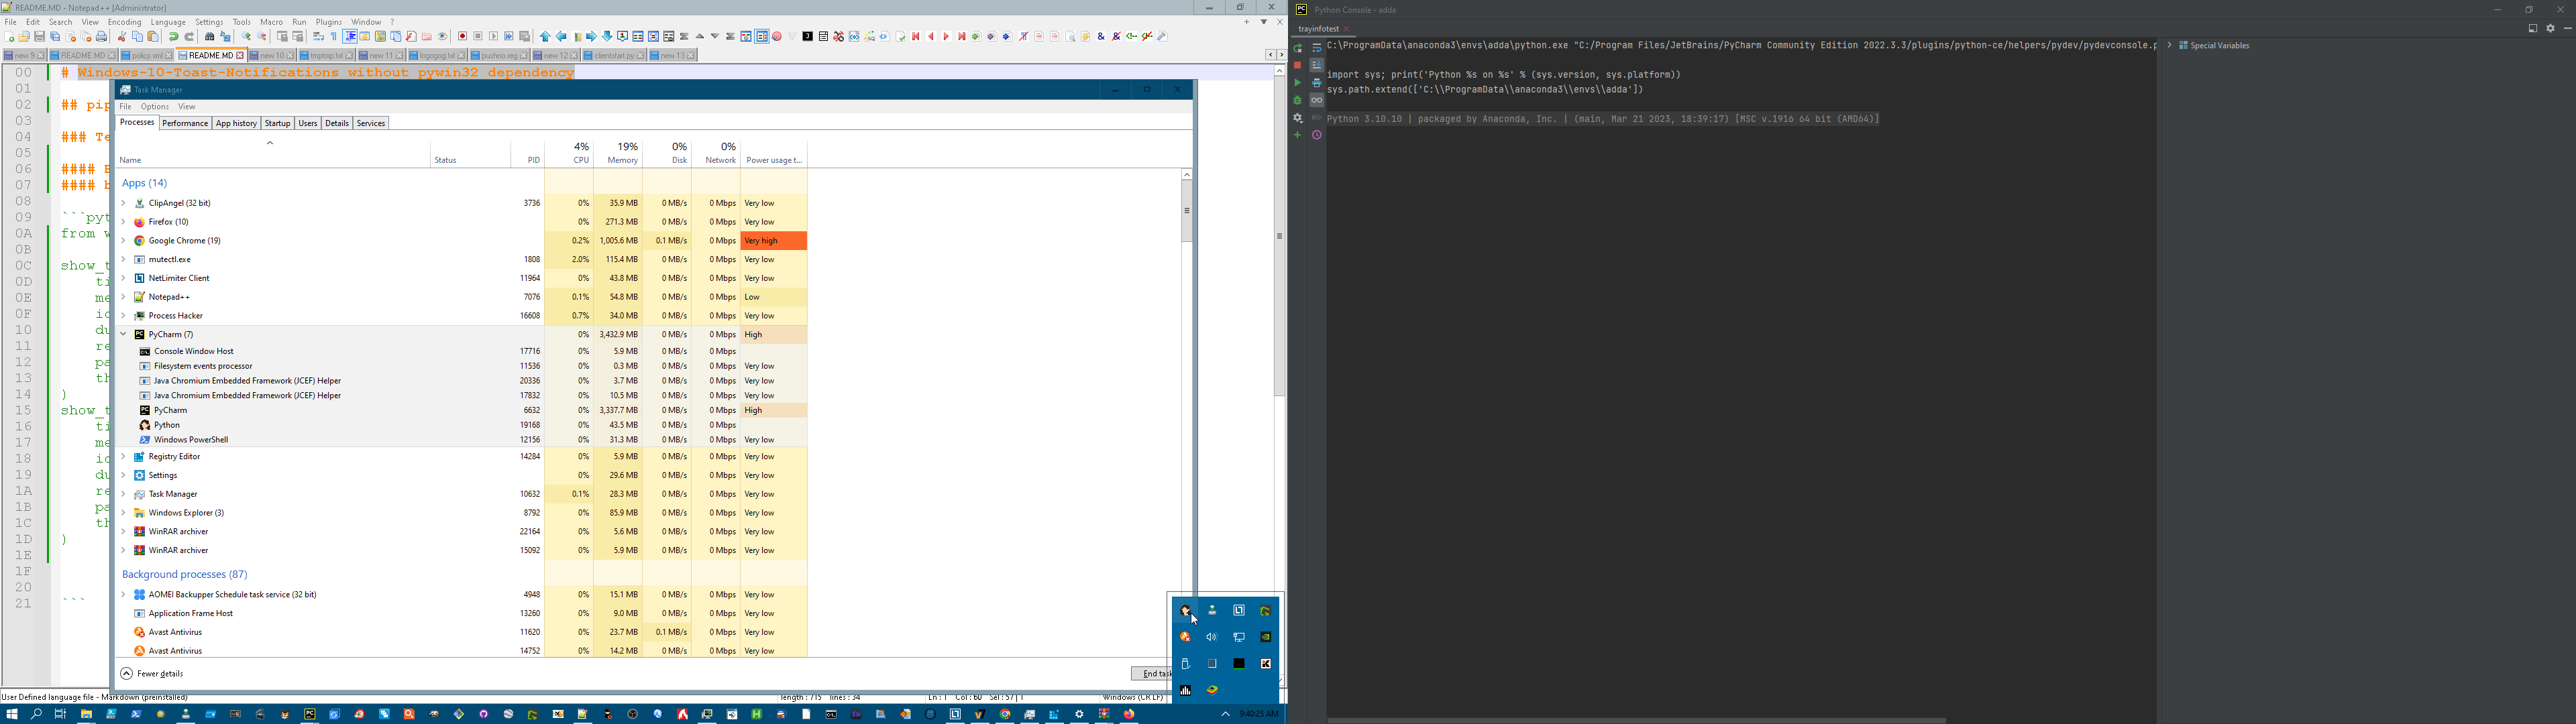 README.MD - Notepad++ [Administrator]
File Edit Search View Encoding Language Settings Tools Macro Run Plugins Window ?
new 9 README.MD policy.xml README.MD new 10 tmptmp.txt new 11 logogog.txt pushno.reg new 12 clientstart.py new 13
00 # Windows-10-Toast-Notifications without pywin32 dependency
01
02 ## pip
03
04 ### Te
05
06 ####
07 ####
08
09 ```pyt
0A from w
0B
0C show_t
0D ti
0E me
0F ic
10 du
11 re
12 pa
13 th
14 )
15 show_t
16 ti
17 me
18 ic
19 du
1A re
1B pa
1C th
1D )
1E
1F
20
21 ```
Task Manager
File Options View
Processes Performance App history Startup Users Details Services
4% 19% 0% 0%
Name Status PID CPU Memory Disk Network Power usage t...
Apps (14)
ClipAngel (32 bit) 3736 0% 35.9 MB 0 MB/s 0 Mbps Very low
Firefox (10) 0% 271.3 MB 0 MB/s 0 Mbps Very low
Google Chrome (19) 0.2% 1,005.6 MB 0.1 MB/s 0 Mbps Very high
mutectl.exe 1808 2.0% 115.4 MB 0 MB/s 0 Mbps Very low
NetLimiter Client 11964 0% 43.8 MB 0 MB/s 0 Mbps Very low
Notepad++ 7076 0.1% 54.8 MB 0 MB/s 0 Mbps Low
Process Hacker 16608 0.7% 34.0 MB 0 MB/s 0 Mbps Very low
PyCharm (7) 0% 3,432.9 MB 0 MB/s 0 Mbps High
Console Window Host 17716 0% 5.9 MB 0 MB/s 0 Mbps
Filesystem events processor 11536 0% 0.3 MB 0 MB/s 0 Mbps Very low
Java Chromium Embedded Framework (JCEF) Helper 20336 0% 3.7 MB 0 MB/s 0 Mbps Very low
Java Chromium Embedded Framework (JCEF) Helper 17832 0% 10.5 MB 0 MB/s 0 Mbps Very low
PyCharm 6632 0% 3,337.7 MB 0 MB/s 0 Mbps High
Python 19168 0% 43.5 MB 0 MB/s 0 Mbps
Windows PowerShell 12156 0% 31.3 MB 0 MB/s 0 Mbps Very low
Registry Editor 14284 0% 5.9 MB 0 MB/s 0 Mbps Very low
Settings 0% 29.6 MB 0 MB/s 0 Mbps Very low
Task Manager 10632 0.1% 28.3 MB 0 MB/s 0 Mbps Very low
Windows Explorer (3) 8792 0% 85.9 MB 0 MB/s 0 Mbps Very low
WinRAR archiver 22164 0% 5.6 MB 0 MB/s 0 Mbps Very low
WinRAR archiver 15092 0% 5.9 MB 0 MB/s 0 Mbps Very low
Background processes (87)
AOMEI Backupper Schedule task service (32 bit) 4948 0% 15.1 MB 0 MB/s 0 Mbps Very low
Application Frame Host 13260 0% 9.0 MB 0 MB/s 0 Mbps Very low
Avast Antivirus 11620 0% 23.7 MB 0.1 MB/s 0 Mbps Very low
Avast Antivirus 14752 0% 14.2 MB 0 MB/s 0 Mbps Very low
Fewer details End task
User Defined language file - Markdown (preinstalled) length : 715 lines : 34 Ln : 1 Col : 60 Sel : 57 | 1 Windows (CR LF)
9:40:25 AM
Python Console - adda
trayinfotest
C:\ProgramData\anaconda3\envs\adda\python.exe "C:/Program Files/JetBrains/PyCharm Community Edition 2022.3.3/plugins/python-ce/helpers/pydev/pydevconsole.p
import sys; print('Python %s on %s' % (sys.version, sys.platform))
sys.path.extend(['C:\\ProgramData\\anaconda3\\envs\\adda'])
Python 3.10.10 | packaged by Anaconda, Inc. | (main, Mar 21 2023, 18:39:17) [MSC v.1916 64 bit (AMD64)]
Special Variables